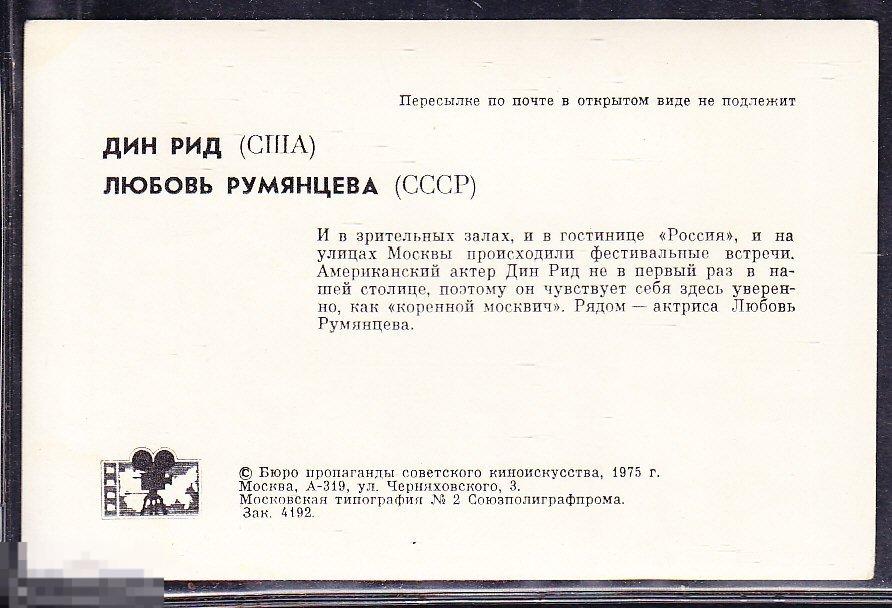 Пересылке по почте в открытом виде не подлежит
ДИН РИД (США)
ЛЮБОВЬ РУМЯНЦЕВА (СССР)
И в зрительных залах, и в гостинице «Россия», и на
улицах Москвы происходили фестивальные встречи.
Американский актер Дин Рид не в первый раз в на-
шей столице, поэтому он чувствует себя здесь уверен-
но, как «коренной москвич». Рядом — актриса Любовь
Румянцева.
© Бюро пропаганды советского киноискусства, 1975 г.
Москва, А-319, ул. Черняховского, 3.
Московская типография № 2 Союзполиграфпрома.
Зак. 4192.